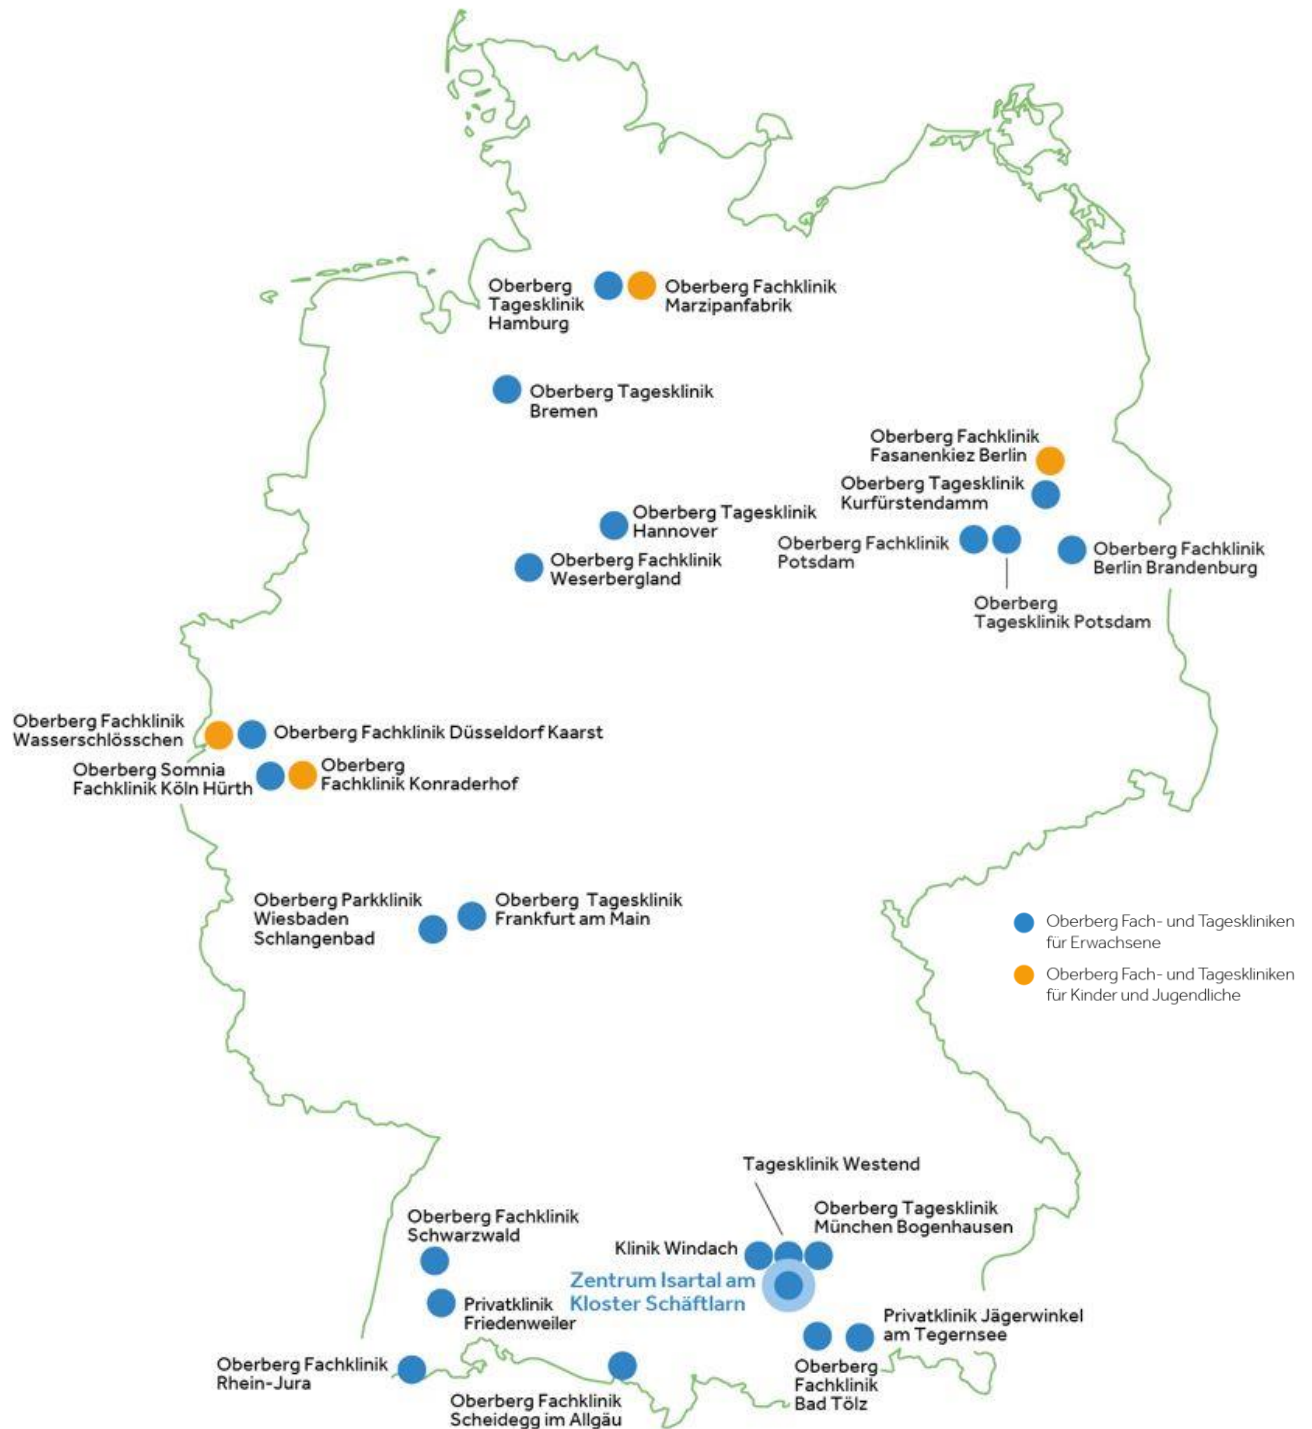 Oberberg
Tagesklinik
Hamburg
Oberberg Fachklinik
Marzipanfabrik
Oberberg Tagesklinik
Bremen
Oberberg Fachklinik
Fasanenkiez Berlin
Oberberg Tagesklinik
Kurfürstendamm
Oberberg Tagesklinik
Hannover
Oberberg Fachklinik
Potsdam
Oberberg Fachklinik
Berlin Brandenburg
Oberberg Fachklinik
Weserbergland
Oberberg
Tagesklinik Potsdam
Oberberg Fachklinik
Wasserschlösschen
Oberberg Fachklinik Düsseldorf Kaarst
Oberberg Somnia
Fachklinik Köln Hürth
Oberberg
Fachklinik Konraderhof
Oberberg Parkklinik
Wiesbaden
Schlangenbad
Oberberg Tagesklinik
Frankfurt am Main
Oberberg Fach- und Tageskliniken
für Erwachsene
Oberberg Fach- und Tageskliniken
für Kinder und Jugendliche
Tagesklinik Westend
Oberberg Fachklinik
Schwarzwald
Oberberg Tagesklinik
München Bogenhausen
Klinik Windach
Zentrum Isartal am
Kloster Schäftlarn
Privatklinik
Friedenweiler
Privatklinik Jägerwinkel
am Tegernsee
Oberberg Fachklinik
Rhein-Jura
Oberberg
Fachklinik
Bad Tölz
Oberberg Fachklinik
Scheidegg im Allgäu